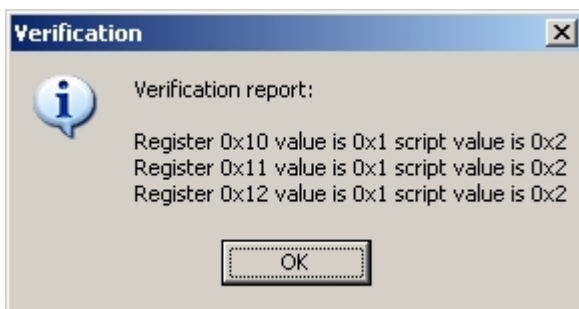 Verification
Verification report:
Register 0x10 value is 0x1 script value is 0x2
Register 0x11 value is 0x1 script value is 0x2
Register 0x12 value is 0x1 script value is 0x2
OK